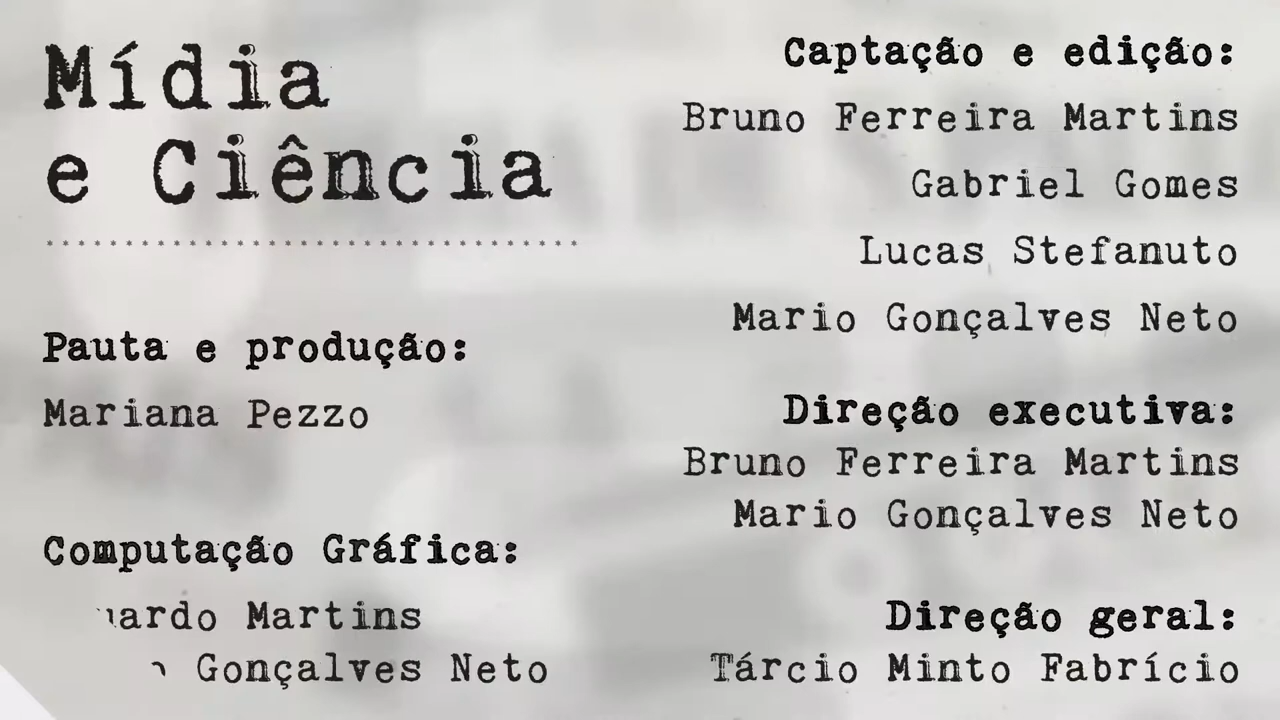 Mídia
e Ciência
Pauta e produção:
Mariana Pezzo
Computação Gráfica:
Martins
Gonçalves Neto
Captação e edição:
Bruno Ferreira Martins
Gabriel Gomes
Lucas Stefanuto
Mario Gonçalves Neto
Direção executiva:
Bruno Ferreira Martins
Mario Gonçalves Neto
Direção geral:
Tárcio Minto Fabrício